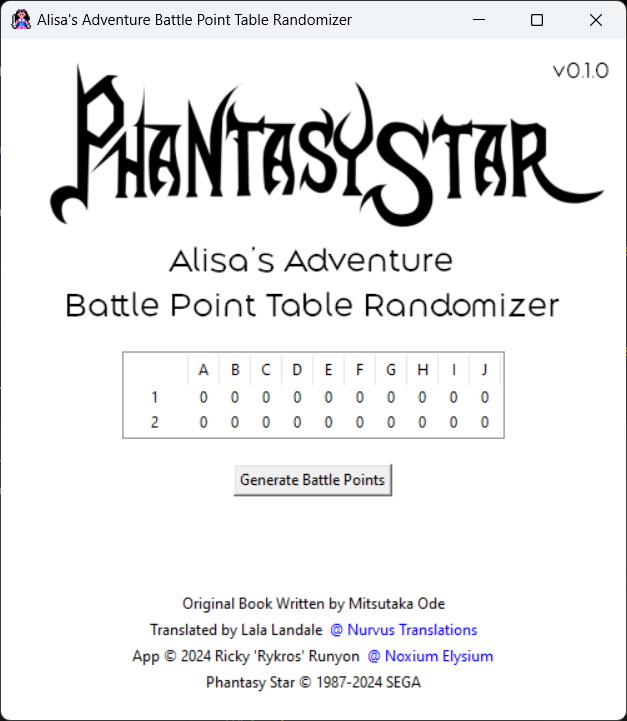 Alisa's Adventure Battle Point Table Randomizer
v0.1.0
PHANTASY STAR
Alisa's Adventure
Battle Point Table Randomizer
A B C D E F G H I J
1 0 0 0 0 0 0 0 0 0 0
2 0 0 0 0 0 0 0 0 0 0
Generate Battle Points
Original Book Written by Mitsutaka Ode
Translated by Lala Landale @ Nurvus Translations
App © 2024 Ricky 'Rykros' Runyon @ Noxium Elysium
Phantasy Star © 1987-2024 SEGA